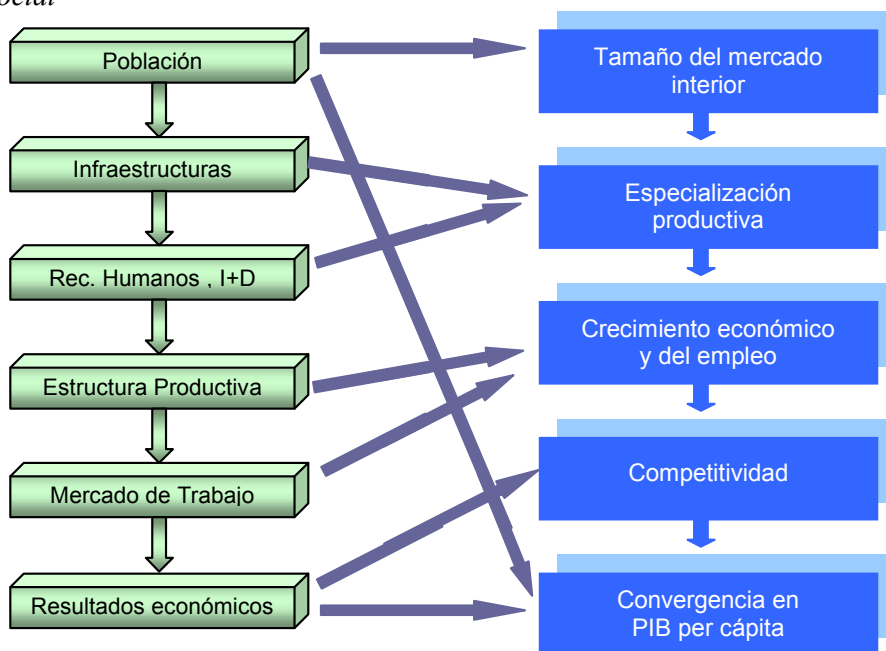 Población
Infraestructuras
Rec. Humanos , I+D
Estructura Productiva
Mercado de Trabajo
Resultados económicos
Tamaño del mercado
interior
Especialización
productiva
Crecimiento económico
y del empleo
Competitividad
Convergencia en
PIB per cápita